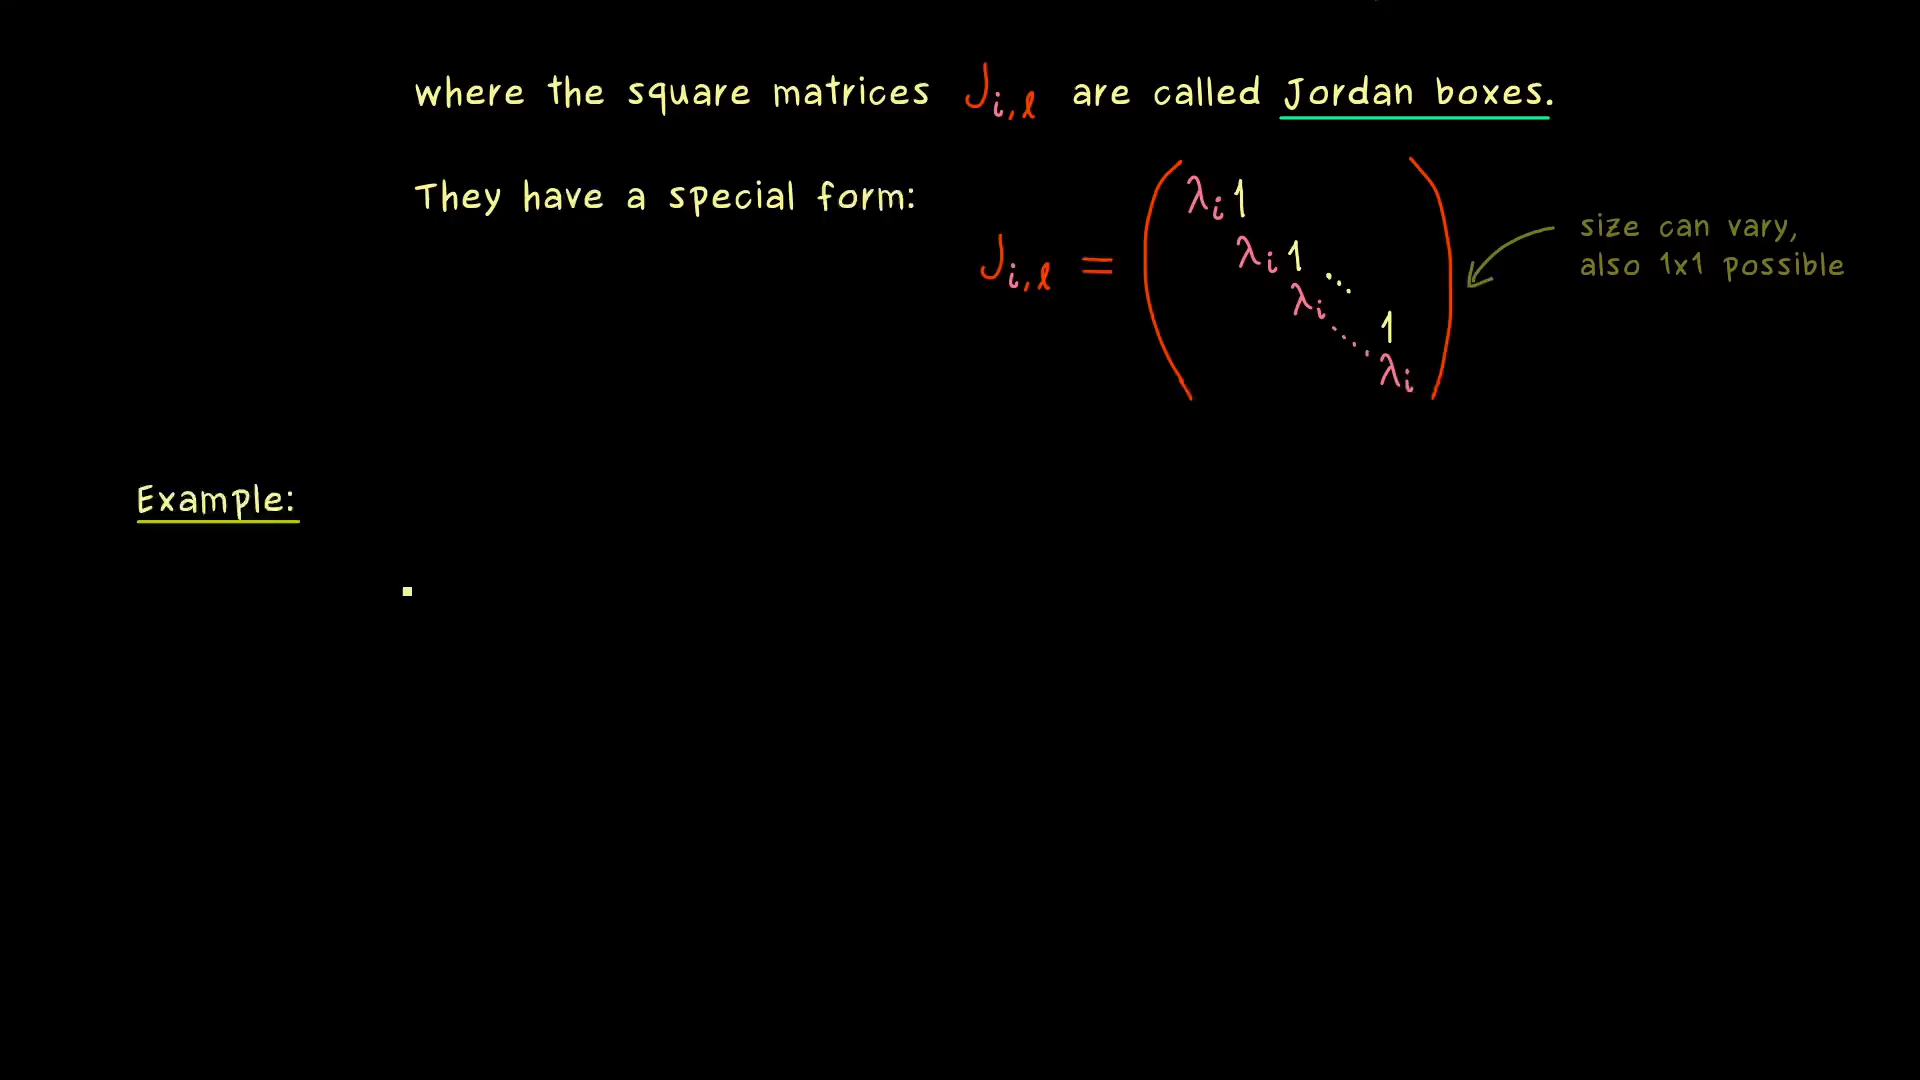 where the square matrices J_{i,ℓ} are called Jordan boxes.
They have a special form:
J_{i,ℓ} = ( λ_i 1
λ_i 1 ⋱
λ_i ⋱ 1
λ_i )
size can vary,
also 1x1 possible
Example: